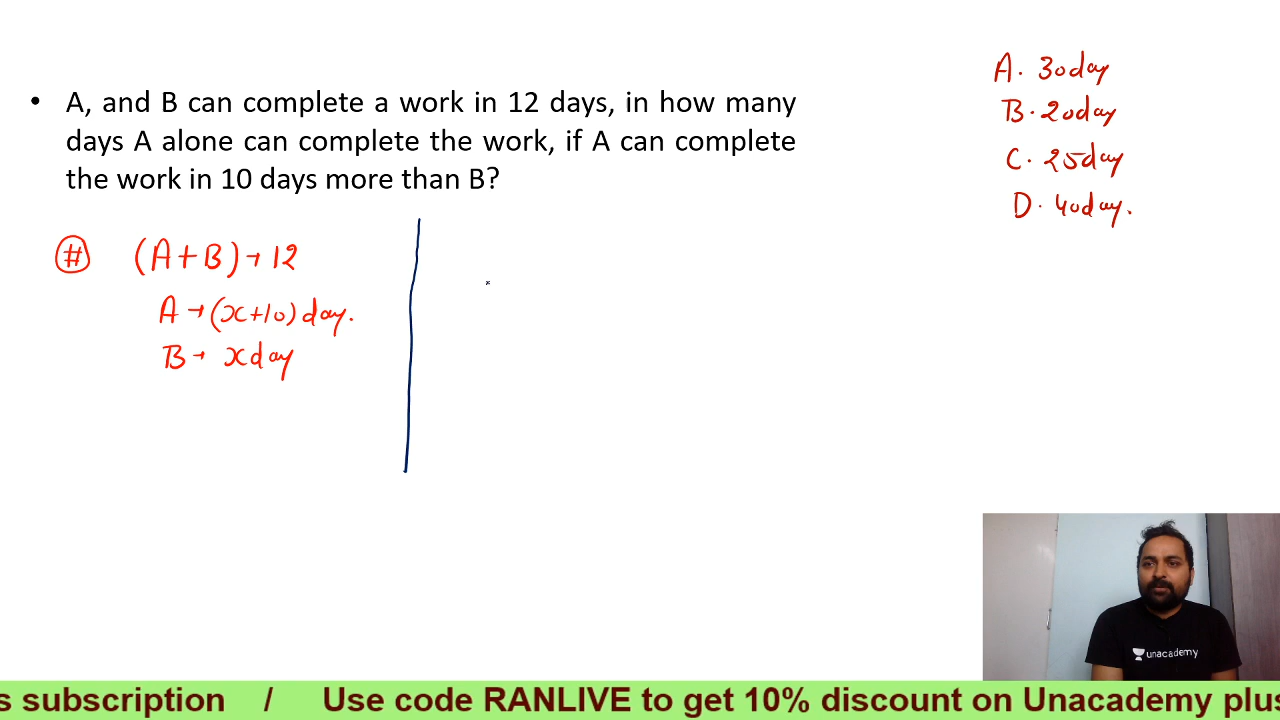 • A, and B can complete a work in 12 days, in how many
days A alone can complete the work, if A can complete
the work in 10 days more than B?
A. 30day
B. 20day
C. 25day
D. 40day.
# (A+B)→12
A→(x+10)day.
B→ x day
unacademy
s subscription / Use code RANLIVE to get 10% discount on Unacademy plus